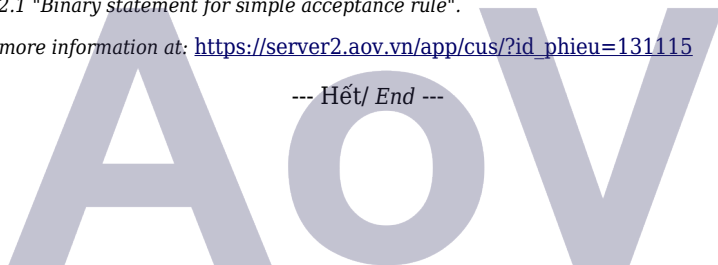 2.1 "Binary statement for simple acceptance rule".
more information at: https://server2.aov.vn/app/cus/?id_phieu=131115
--- Hết/ End ---
AoV